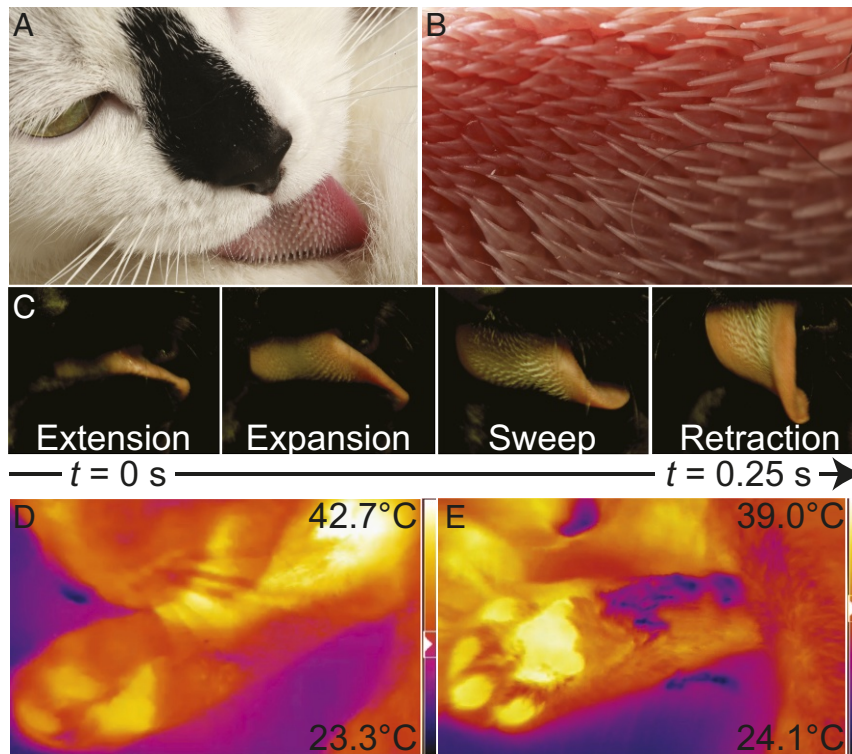 A
B
C
Extension
Expansion
Sweep
Retraction
t = 0 s
t = 0.25 s
D
42.7°C
23.3°C
E
39.0°C
24.1°C